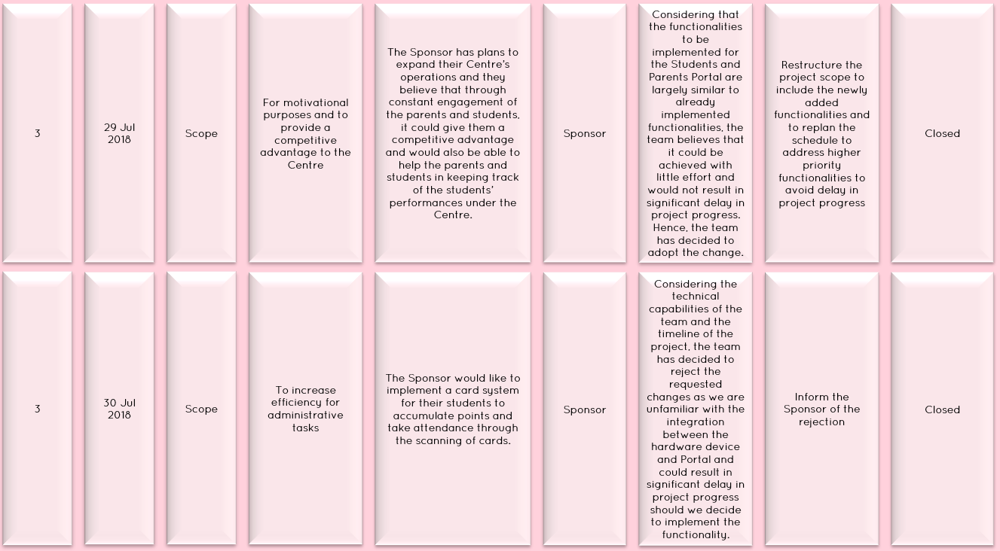 3
29 Jul
2018
Scope
For motivational
purposes and to
provide a
competitive
advantage to the
Centre
The Sponsor has plans to
expand their Centre's
operations and they
believe that through
constant engagement of
the parents and students,
it could give them a
competitive advantage
and would also be able to
help the parents and
students in keeping track
of the students'
performances under the
Centre.
Sponsor
Considering that
the functionalities
to be
implemented for
the Students and
Parents Portal are
largely similar to
already
implemented
functionalities, the
team believes that
it could be
achieved with
little effort and
would not result in
significant delay in
project progress.
Hence, the team
has decided to
adopt the change.
Restructure the
project scope to
include the newly
added
functionalities and
to replan the
schedule to
address higher
priority
functionalities to
avoid delay in
project progress
Closed
3
30 Jul
2018
Scope
To increase
efficiency for
administrative
tasks
The Sponsor would like to
implement a card system
for their students to
accumulate points and
take attendance through
the scanning of cards.
Sponsor
Considering the
technical
capabilities of the
team and the
timeline of the
project, the team
has decided to
reject the
requested
changes as we are
unfamiliar with the
integration
between the
hardware device
and Portal and
could result in
significant delay in
project progress
should we decide
to implement the
functionality.
Inform the
Sponsor of the
rejection
Closed